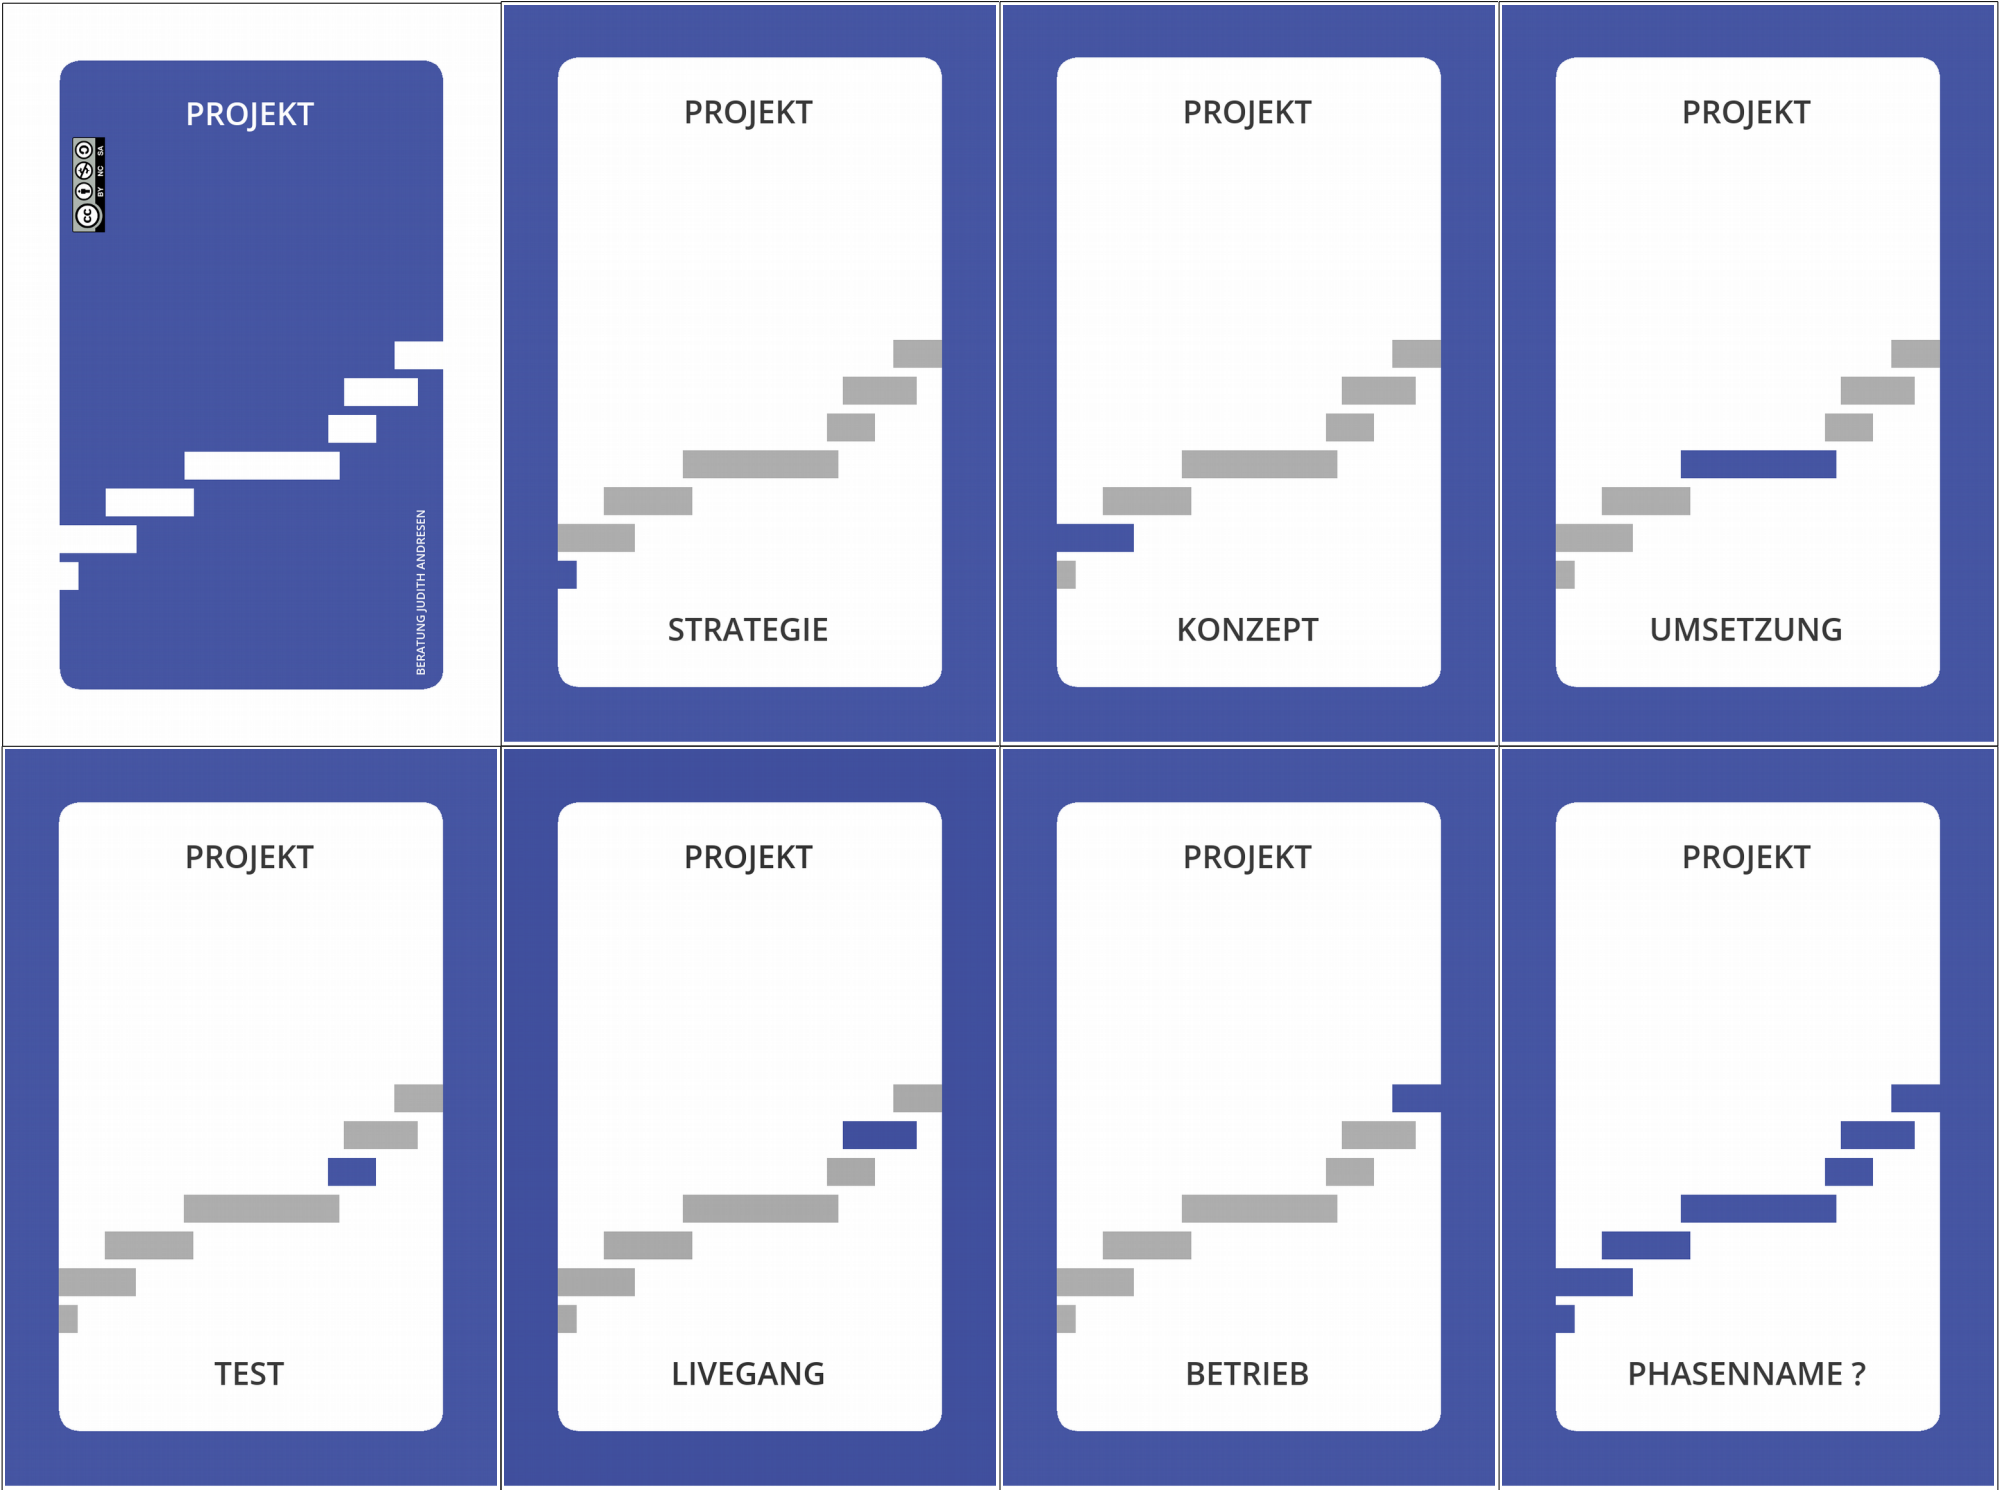 PROJEKT
cc BY NC SA
BERATUNG JUDITH ANDRESEN
PROJEKT
STRATEGIE
PROJEKT
KONZEPT
PROJEKT
UMSETZUNG
PROJEKT
TEST
PROJEKT
LIVEGANG
PROJEKT
BETRIEB
PROJEKT
PHASENNAME ?